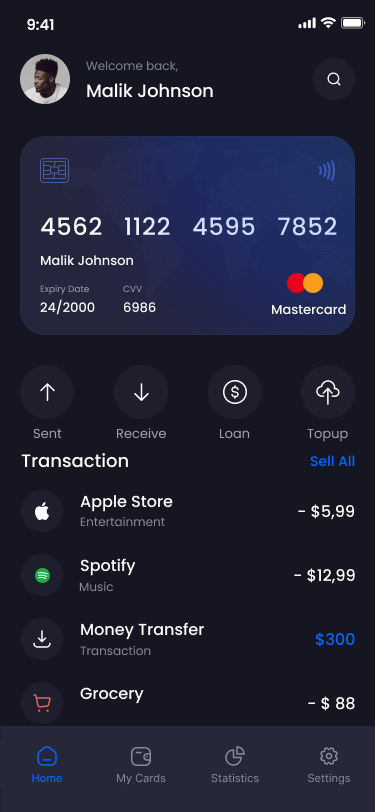 9:41
Welcome back,
Malik Johnson
4562 1122 4595 7852
Malik Johnson
Expiry Date CVV
24/2000 6986
Mastercard
Sent Receive Loan Topup
Transaction Sell All
Apple Store
Entertainment
- $5,99
Spotify
Music
- $12,99
Money Transfer
Transaction
$300
Grocery
- $ 88
Home My Cards Statistics Settings